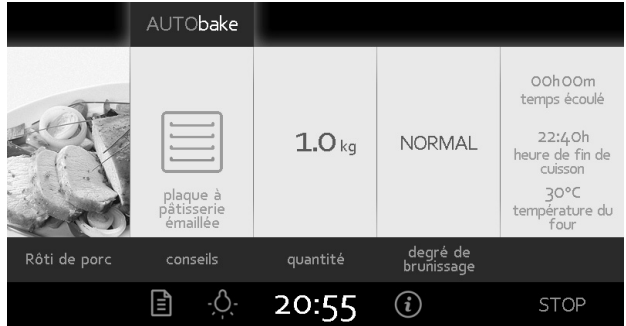 AUTObake
00h00m
temps écoulé
22:40h
heure de fin de
cuisson
30°C
température du
four
1.0 kg
NORMAL
plaque à
pâtisserie
émaillée
Rôti de porc
conseils
quantité
degré de
brunissage
20:55
i
STOP